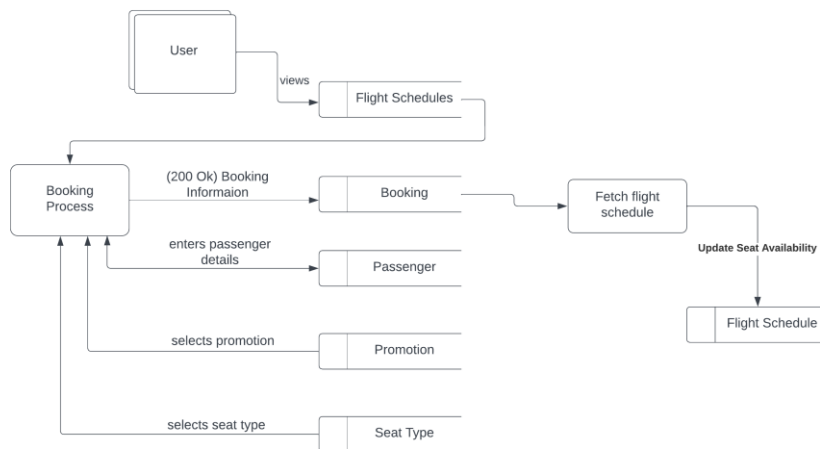 User
views
Flight Schedules
(200 Ok) Booking
Informaion
Booking
Process
Booking
Fetch flight
schedule
enters passenger
details
Update Seat Availability
Passenger
Flight Schedule
selects promotion
Promotion
selects seat type
Seat Type